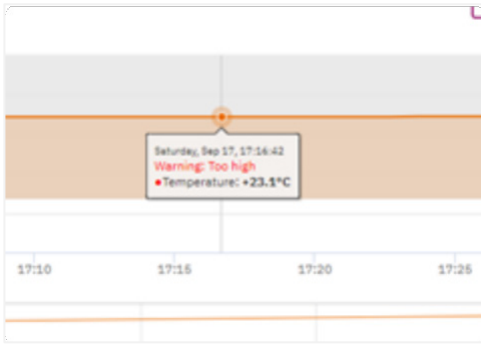 Saturday, Sep 17, 17:16:42
Warning: Too high
●Temperature: +23.1°C
17:10 17:15 17:20 17:25